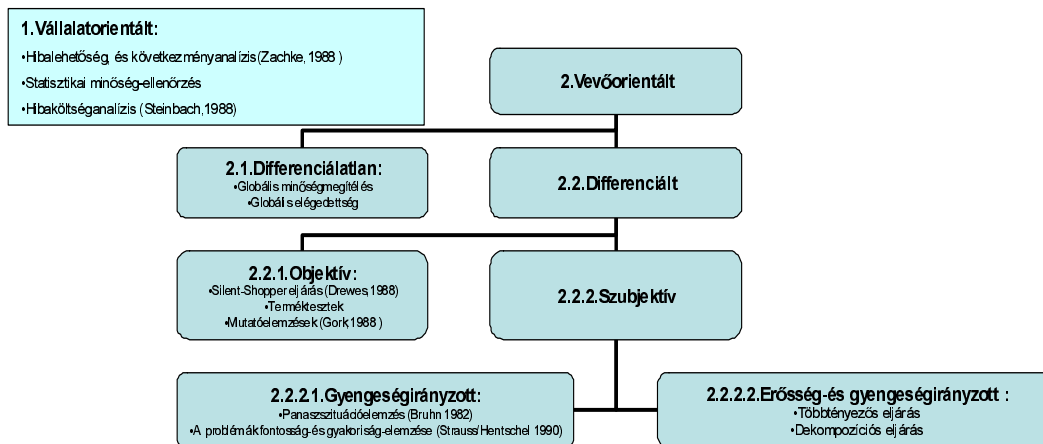 1.Vállalatorientált:
•Hibalehetőség, és következményanalízis(Zachke, 1988 )
•Statisztikai minőség-ellenőrzés
•Hibaköltséganalízis (Steinbach,1988)
2.Vevőorientált
2.1.Differenciálatlan:
•Globális minőségmegítélés
•Globális elégedettség
2.2.Differenciált
2.2.1.Objektív:
•Silent-Shopper eljárás (Drewes,1988)
•Terméktesztek
•Mutatóelemzések (Gork,1988 )
2.2.2.Szubjektív
2.2.2.1.Gyengeségirányzott:
•Panaszszituációelemzés (Bruhn 1982)
•A problémák fontosság-és gyakoriság-elemzése (Strauss/Hentschel 1990)
2.2.2.2.Erősség-és gyengeségirányzott :
•Többtényezős eljárás
•Dekompozíciós eljárás